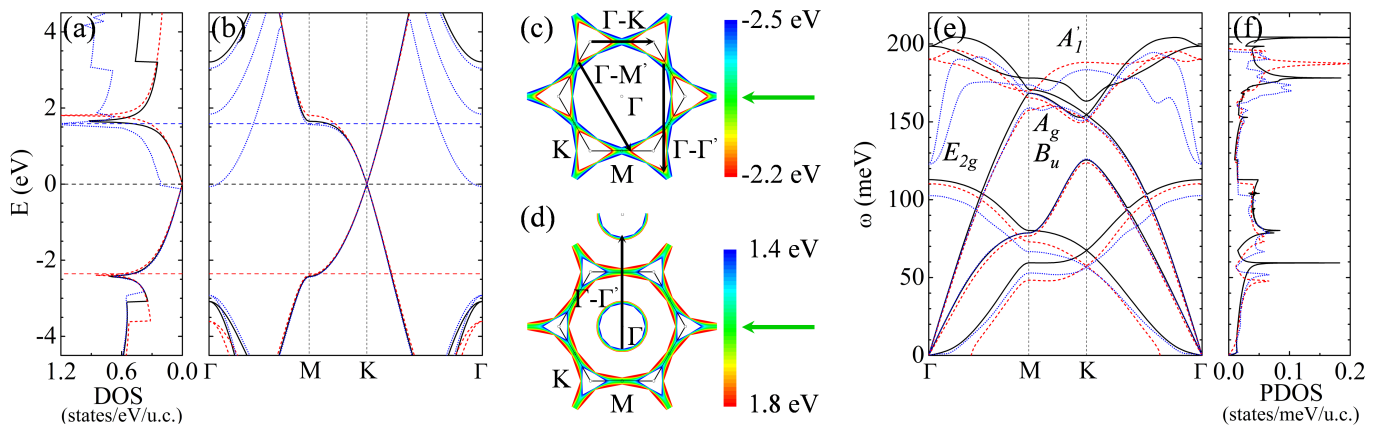 (a)
E (eV)
4
2
0
-2
-4
1.2 0.6 0.0
DOS
(states/eV/u.c.)
(b)
Γ M K Γ
(c)
Γ-K
Γ-M'
Γ
Γ-Γ'
K
M
-2.5 eV
-2.2 eV
(d)
Γ-Γ'
Γ
K
M
1.4 eV
1.8 eV
(e)
ω (meV)
200
150
100
50
0
A'1
Ag
Bu
E2g
Γ M K Γ
(f)
0.0 0.1 0.2
PDOS
(states/meV/u.c.)